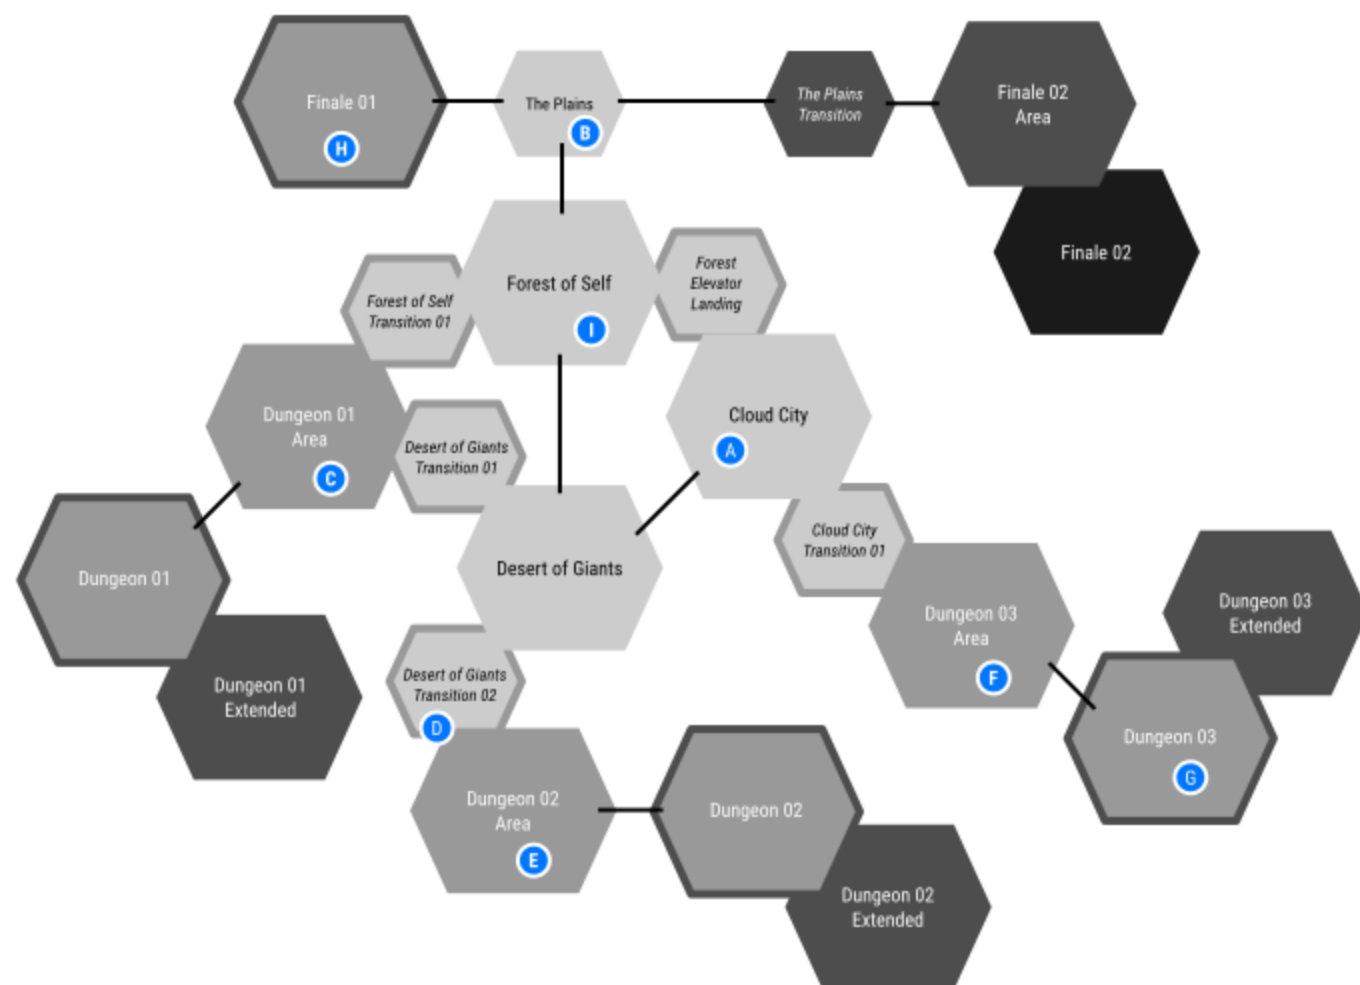 Finale 01
H
The Plains
B
The Plains
Transition
Finale 02
Area
Finale 02
Forest of Self
I
Forest
Elevator
Landing
Forest of Self
Transition 01
Dungeon 01
Area
C
Desert of Giants
Transition 01
Cloud City
A
Dungeon 01
Desert of Giants
Cloud City
Transition 01
Dungeon 03
Area
F
Dungeon 03
Extended
Dungeon 01
Extended
Desert of Giants
Transition 02
D
Dungeon 03
G
Dungeon 02
Area
E
Dungeon 02
Dungeon 02
Extended